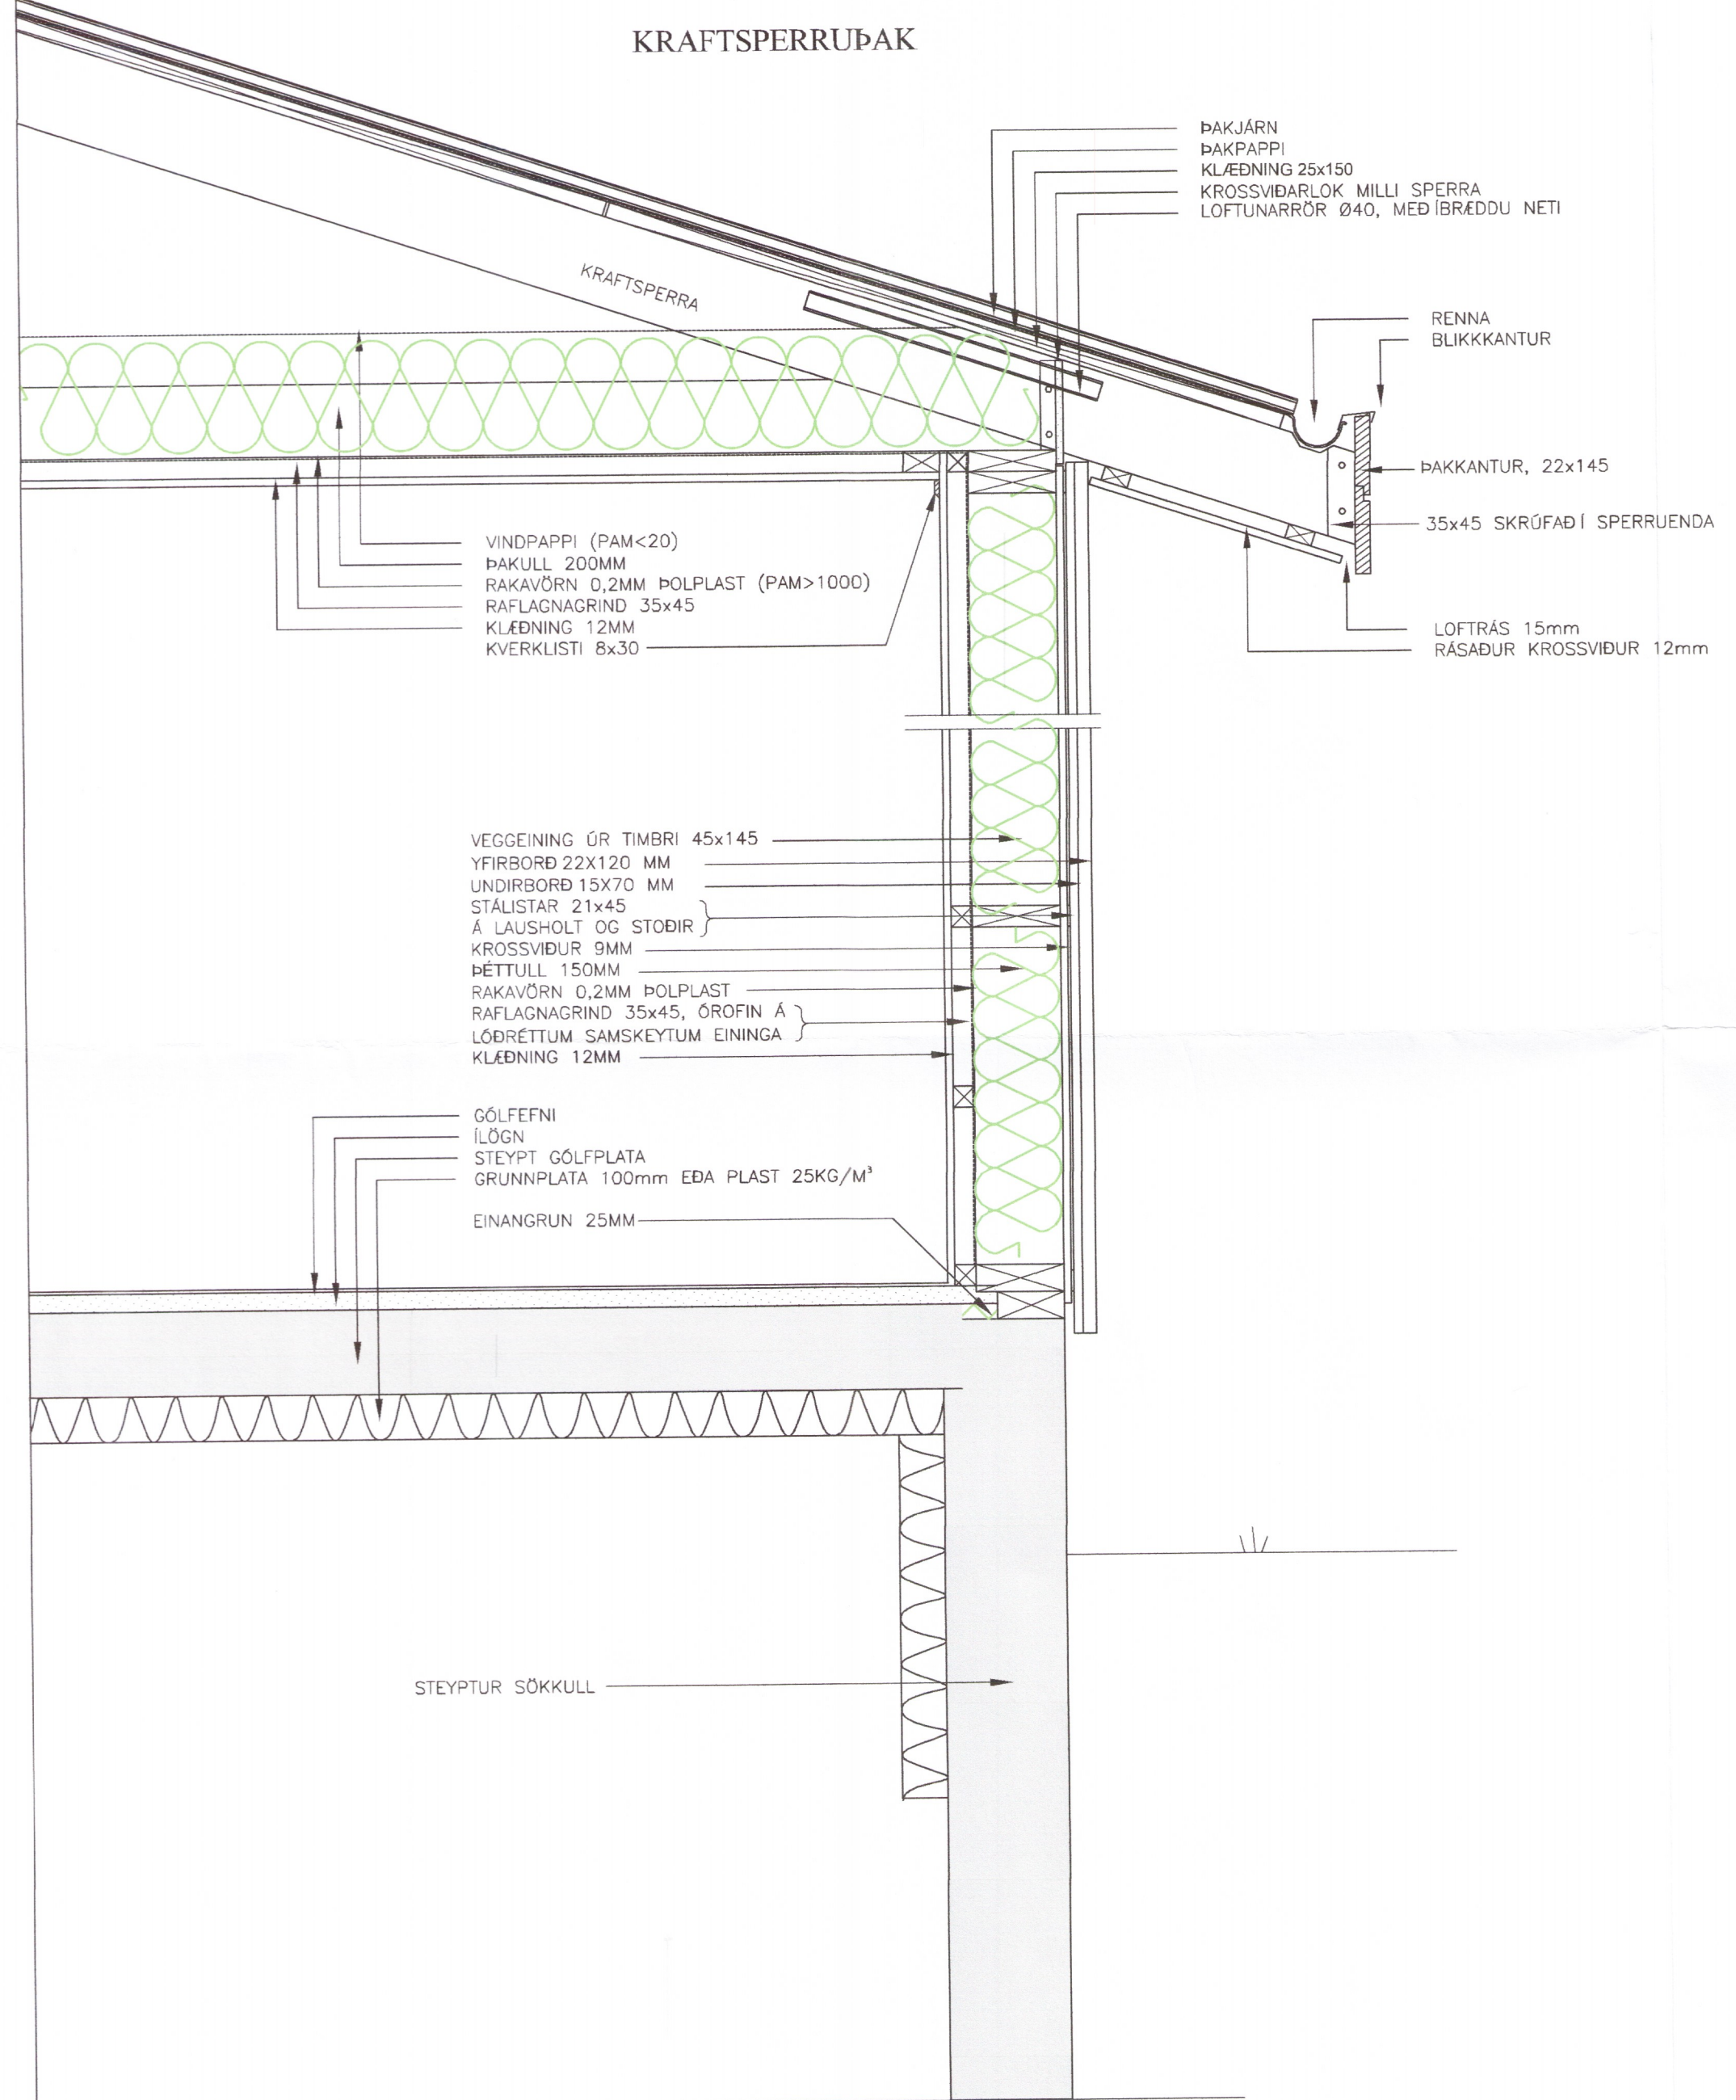 KRAFTSPERRUÞAK
ÞAKJÁRN
ÞAKPAPPI
KLÆÐNING 25x150
KROSSVIÐARLOK MILLI SPERRA
LOFTUNARRÖR Ø40, MEÐ ÍBRÆDDU NETI
KRAFTSPERRA
RENNA
BLIKKKANTUR
ÞAKKANTUR, 22x145
35x45 SKRÚFAÐ Í SPERRUENDA
LOFTRÁS 15mm
RÁSAÐUR KROSSVIÐUR 12mm
VINDPAPPI (PAM<20)
ÞAKULL 200MM
RAKAVÖRN 0,2MM ÞOLPLAST (PAM>1000)
RAFLAGNAGRIND 35x45
KLÆÐNING 12MM
KVERKLISTI 8x30
VEGGEINING ÚR TIMBRI 45x145
YFIRBORÐ 22X120 MM
UNDIRBORÐ 15X70 MM
STÁLISTAR 21x45
Á LAUSHOLT OG STOÐIR
KROSSVIÐUR 9MM
ÞÉTTULL 150MM
RAKAVÖRN 0,2MM ÞOLPLAST
RAFLAGNAGRIND 35x45, ÓROFIN Á
LÓÐRÉTTUM SAMSKEYTUM EININGA
KLÆÐNING 12MM
GÓLFEFNI
ÍLÖGN
STEYPT GÓLFPLATA
GRUNNPLATA 100mm EÐA PLAST 25KG/M³
EINANGRUN 25MM
STEYPTUR SÖKKULL